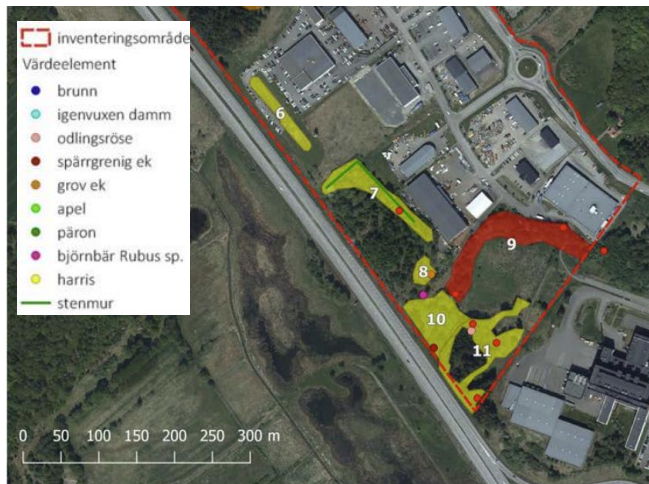 inventeringsområde
Värdeelement
brunn
igenvuxen damm
odlingsröse
spärrgrenig ek
grov ek
apel
päron
björnbär Rubus sp.
harris
stenmur
6
7
8
9
10
11
0 50 100 150 200 250 300 m